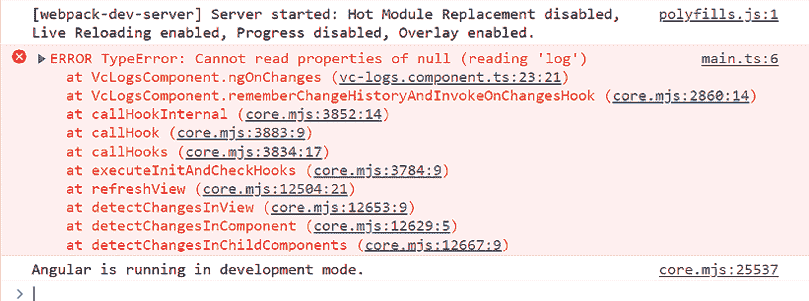 [webpack-dev-server] Server started: Hot Module Replacement disabled, polyfills.js:1
Live Reloading enabled, Progress disabled, Overlay enabled.
ERROR TypeError: Cannot read properties of null (reading 'log') main.ts:6
at VcLogsComponent.ngOnChanges (vc-logs.component.ts:23:21)
at VcLogsComponent.rememberChangeHistoryAndInvokeOnChangesHook (core.mjs:2860:14)
at callHookInternal (core.mjs:3852:14)
at callHook (core.mjs:3883:9)
at callHooks (core.mjs:3834:17)
at executeInitAndCheckHooks (core.mjs:3784:9)
at refreshView (core.mjs:12504:21)
at detectChangesInView (core.mjs:12653:9)
at detectChangesInComponent (core.mjs:12629:5)
at detectChangesInChildComponents (core.mjs:12667:9)
Angular is running in development mode. core.mjs:25537